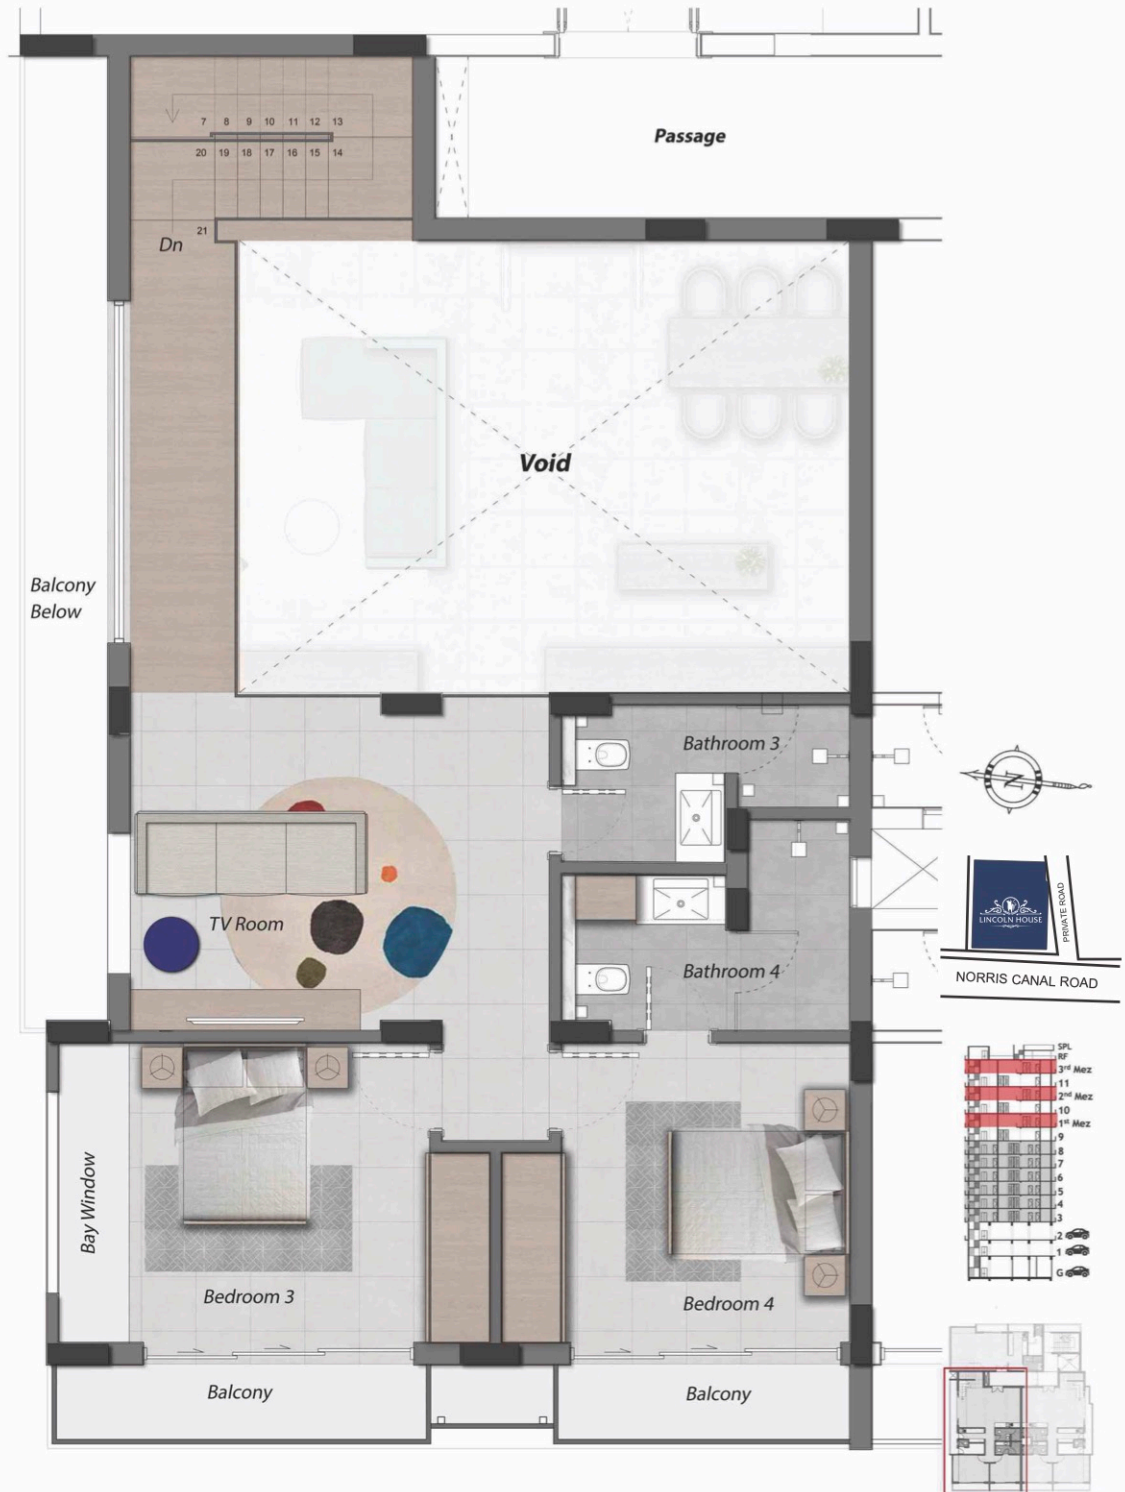 7 8 9 10 11 12 13
Passage
20 19 18 17 16 15 14
21
Dn
Void
Balcony
Below
Bathroom 3
N
TV Room
LINCOLN HOUSE
PRIVATE ROAD
Bathroom 4
NORRIS CANAL ROAD
SPL
RF
3rd Mez
11
2nd Mez
10
1st Mez
9
8
7
6
5
4
3
2
1
G
Bay Window
Bedroom 3
Bedroom 4
Balcony
Balcony